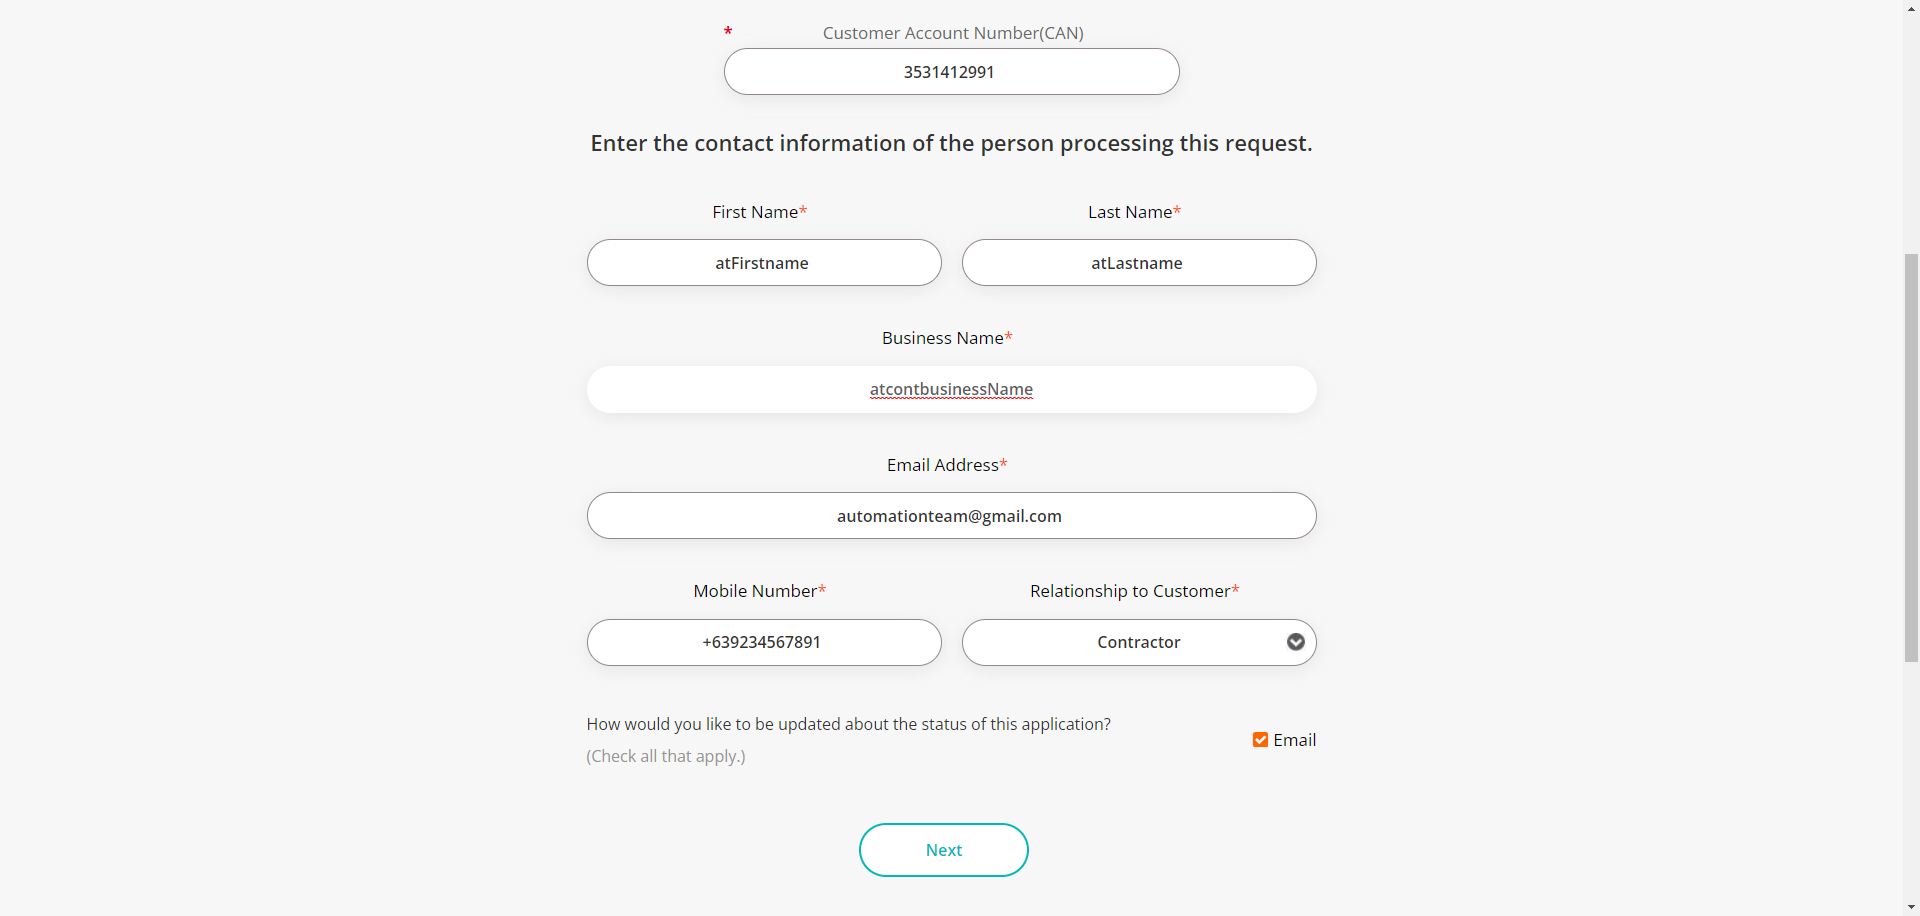 * Customer Account Number(CAN)
3531412991
Enter the contact information of the person processing this request.
First Name* Last Name*
atFirstname atLastname
Business Name*
atcontbusinessName
Email Address*
automationteam@gmail.com
Mobile Number* Relationship to Customer*
+639234567891 Contractor
How would you like to be updated about the status of this application?
(Check all that apply.)
Email
Next